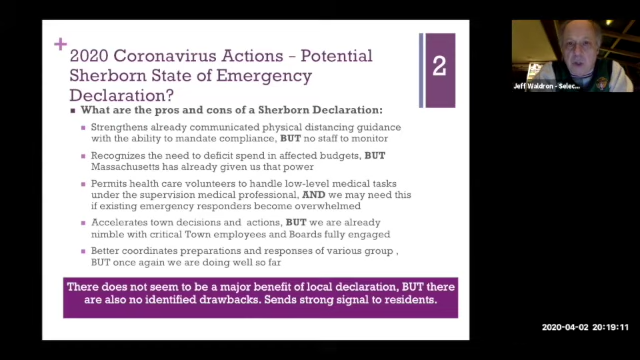 +
2020 Coronavirus Actions – Potential
Sherborn State of Emergency
Declaration?
2
■ What are the pros and cons of a Sherborn Declaration:
■ Strengthens already communicated physical distancing guidance
with the ability to mandate compliance, BUT no staff to monitor
■ Recognizes the need to deficit spend in affected budgets, BUT
Massachusetts has already given us that power
■ Permits health care volunteers to handle low-level medical tasks
under the supervision medical professional, AND we may need this
if existing emergency responders become overwhelmed
■ Accelerates town decisions and actions, BUT we are already
nimble with critical Town employees and Boards fully engaged
■ Better coordinates preparations and responses of various group ,
BUT once again we are doing well so far
There does not seem to be a major benefit of local declaration, BUT there
are also no identified drawbacks. Sends strong signal to residents.
Jeff Waldron - Selec...
2020-04-02 20:19:11